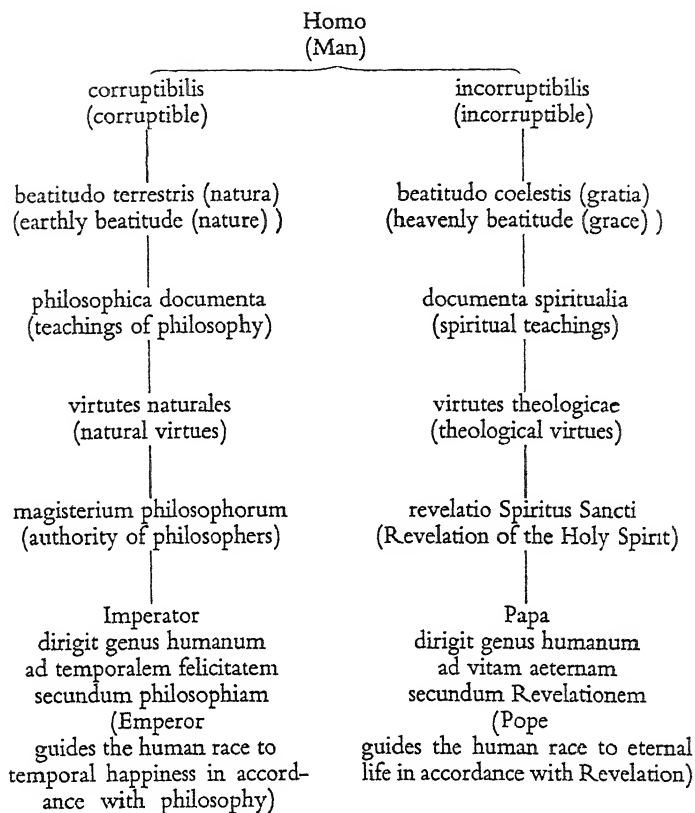 Homo
(Man)
corruptibilis
(corruptible)
incorruptibilis
(incorruptible)
beatitudo terrestris (natura)
(earthly beatitude (nature) )
beatitudo coelestis (gratia)
(heavenly beatitude (grace) )
philosophica documenta
(teachings of philosophy)
documenta spiritualia
(spiritual teachings)
virtutes naturales
(natural virtues)
virtutes theologicae
(theological virtues)
magisterium philosophorum
(authority of philosophers)
revelatio Spiritus Sancti
(Revelation of the Holy Spirit)
Imperator
dirigit genus humanum
ad temporalem felicitatem
secundum philosophiam
(Emperor
guides the human race to
temporal happiness in accord-
ance with philosophy)
Papa
dirigit genus humanum
ad vitam aeternam
secundum Revelationem
(Pope
guides the human race to eternal
life in accordance with Revelation)